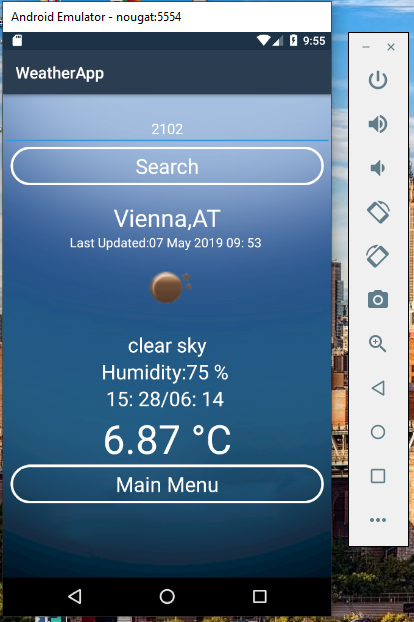 Android Emulator - nougat:5554
9:55
WeatherApp
2102
Search
Vienna,AT
Last Updated:07 May 2019 09: 53
clear sky
Humidity:75 %
15: 28/06: 14
6.87 °C
Main Menu